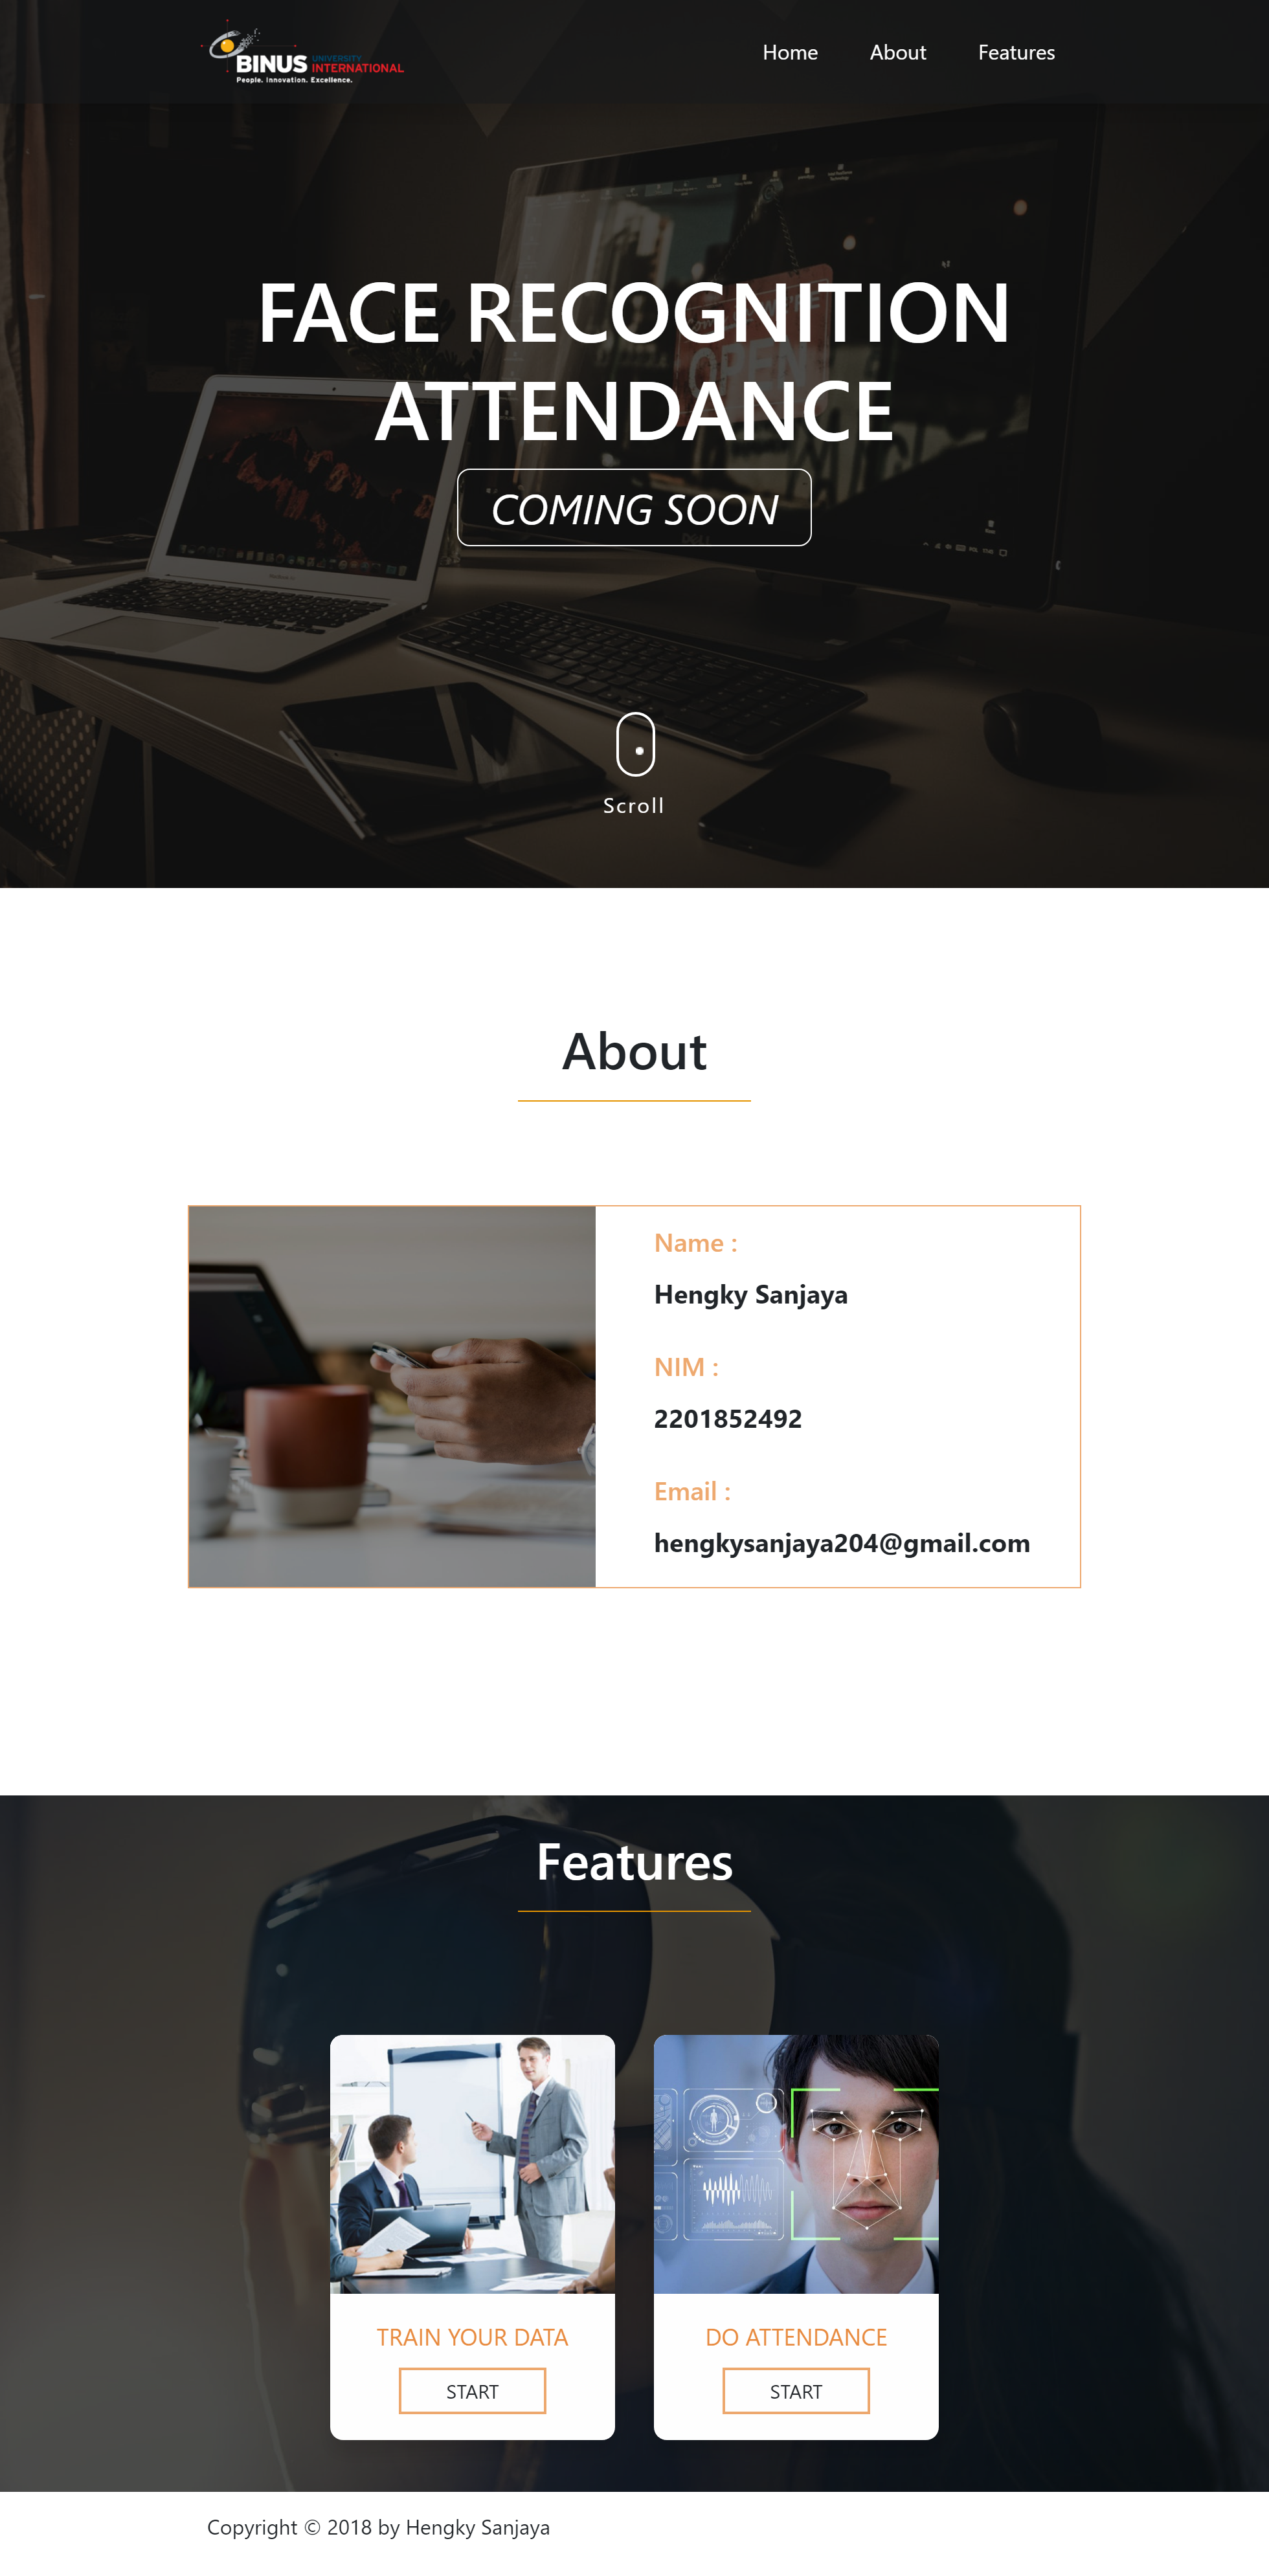 BINUS UNIVERSITY
INTERNATIONAL
People. Innovation. Excellence.
Home
About
Features
FACE RECOGNITION
ATTENDANCE
OPEN
COMING SOON
DELL
Scroll
About
Name :
Hengky Sanjaya
NIM :
2201852492
Email :
hengkysanjaya204@gmail.com
Features
TRAIN YOUR DATA
START
DO ATTENDANCE
START
Copyright © 2018 by Hengky Sanjaya